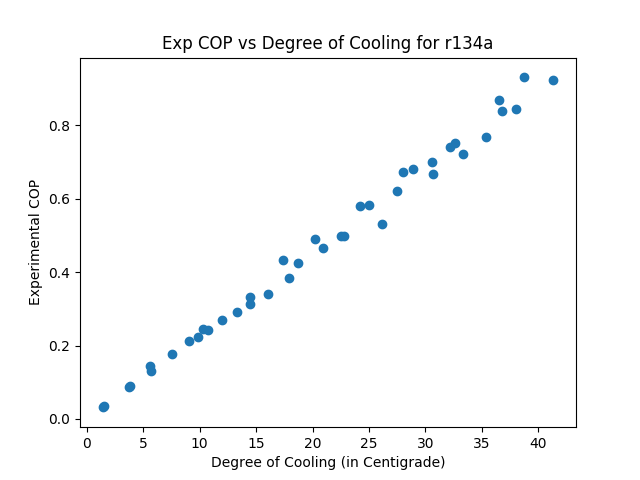 Exp COP vs Degree of Cooling for r134a
Experimental COP
0.8
0.6
0.4
0.2
0.0
0 5 10 15 20 25 30 35 40
Degree of Cooling (in Centigrade)